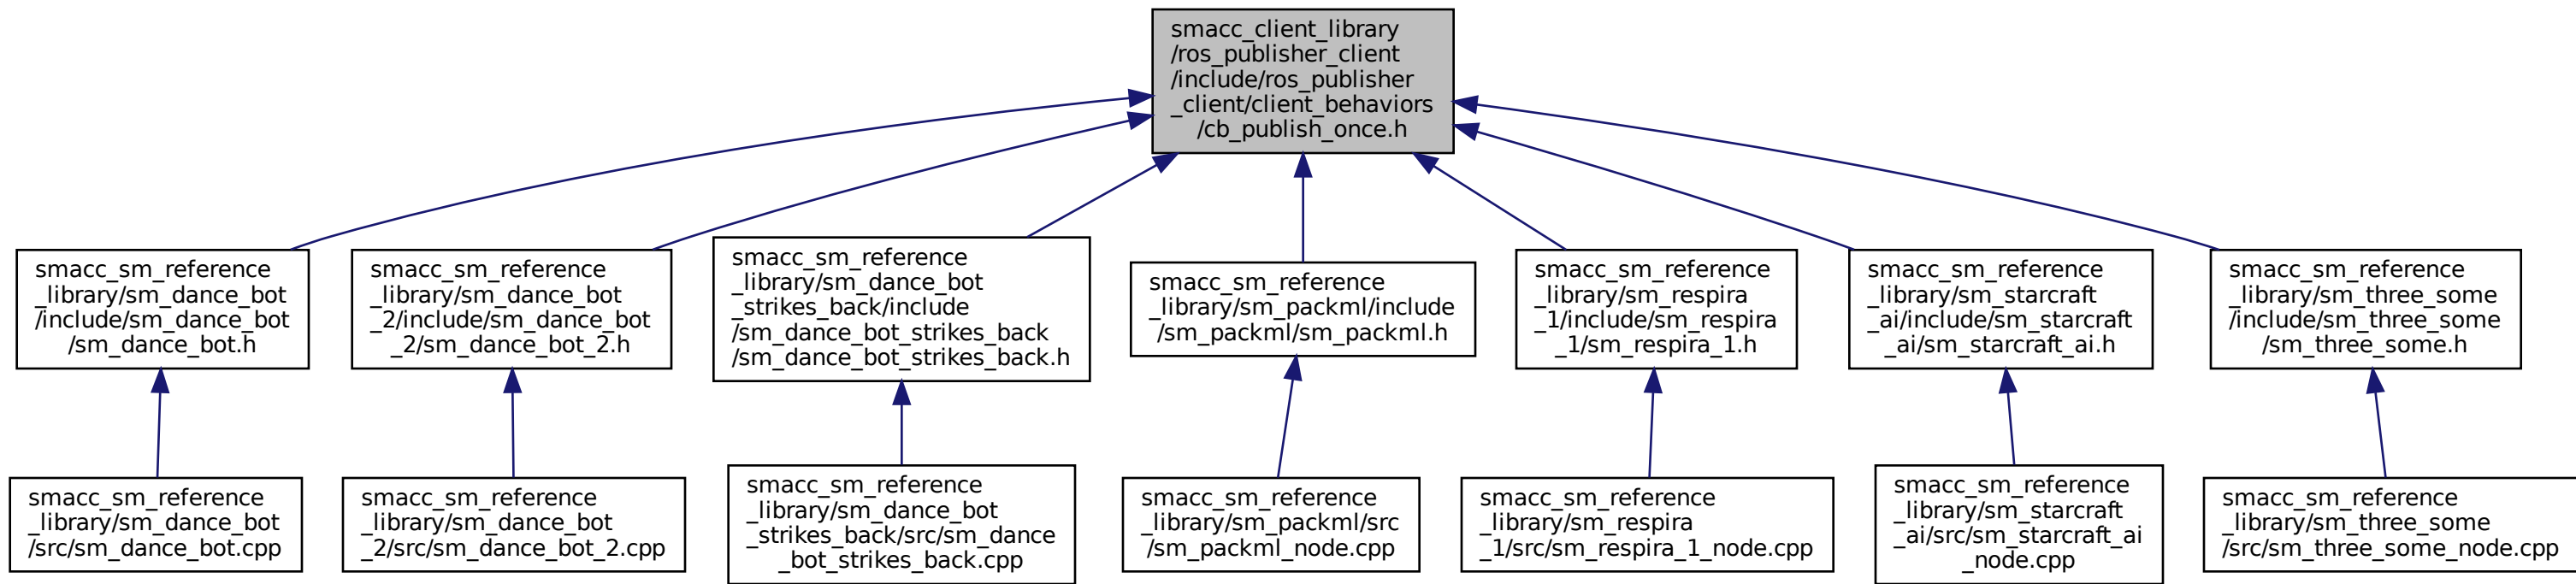 smacc_client_library
/ros_publisher_client
/include/ros_publisher
_client/client_behaviors
/cb_publish_once.h
smacc_sm_reference
_library/sm_dance_bot
/include/sm_dance_bot
/sm_dance_bot.h
smacc_sm_reference
_library/sm_dance_bot
_2/include/sm_dance_bot
_2/sm_dance_bot_2.h
smacc_sm_reference
_library/sm_dance_bot
_strikes_back/include
/sm_dance_bot_strikes_back
/sm_dance_bot_strikes_back.h
smacc_sm_reference
_library/sm_packml/include
/sm_packml/sm_packml.h
smacc_sm_reference
_library/sm_respira
_1/include/sm_respira
_1/sm_respira_1.h
smacc_sm_reference
_library/sm_starcraft
_ai/include/sm_starcraft
_ai/sm_starcraft_ai.h
smacc_sm_reference
_library/sm_three_some
/include/sm_three_some
/sm_three_some.h
smacc_sm_reference
_library/sm_dance_bot
/src/sm_dance_bot.cpp
smacc_sm_reference
_library/sm_dance_bot
_2/src/sm_dance_bot_2.cpp
smacc_sm_reference
_library/sm_dance_bot
_strikes_back/src/sm_dance
_bot_strikes_back.cpp
smacc_sm_reference
_library/sm_packml/src
/sm_packml_node.cpp
smacc_sm_reference
_library/sm_respira
_1/src/sm_respira_1_node.cpp
smacc_sm_reference
_library/sm_starcraft
_ai/src/sm_starcraft_ai
_node.cpp
smacc_sm_reference
_library/sm_three_some
/src/sm_three_some_node.cpp